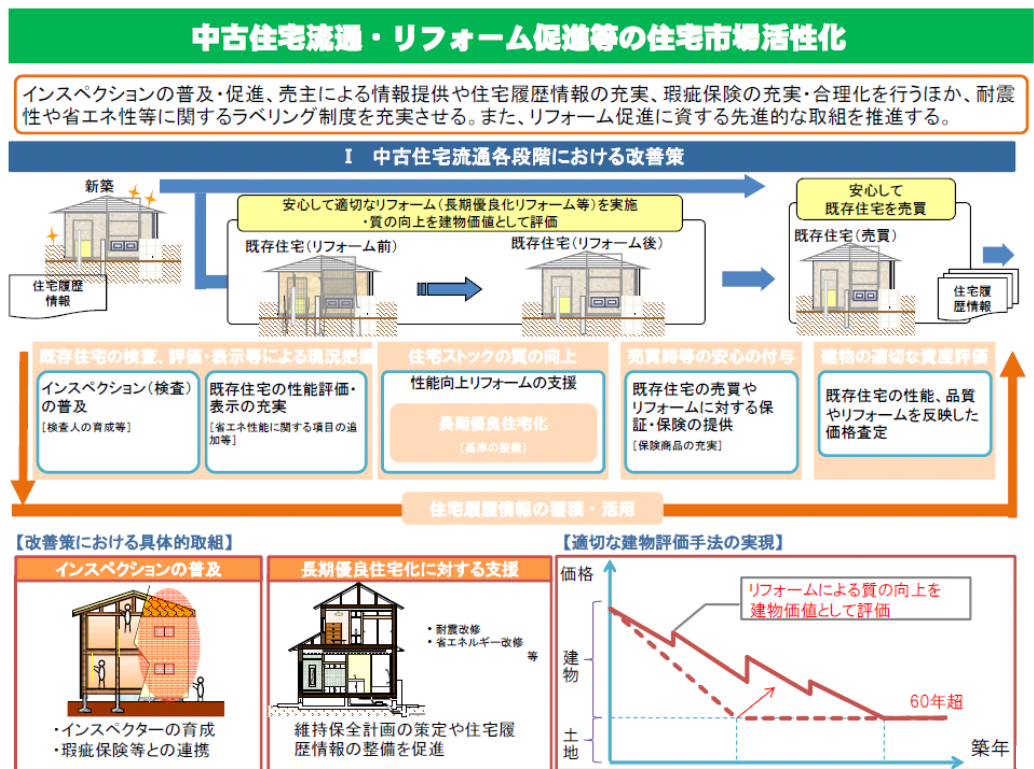 中古住宅流通・リフォーム促進等の住宅市場活性化
インスペクションの普及・促進、売主による情報提供や住宅履歴情報の充実、瑕疵保険の充実・合理化を行うほか、耐震
性や省エネ性等に関するラベリング制度を充実させる。また、リフォーム促進に資する先進的な取組を推進する。
Ⅰ 中古住宅流通各段階における改善策
新築
住宅履歴
情報
安心して適切なリフォーム(長期優良化リフォーム等)を実施
・質の向上を建物価値として評価
既存住宅(リフォーム前)
既存住宅(リフォーム後)
安心して
既存住宅を売買
既存住宅(売買)
住宅履
歴情報
既存住宅の検査、評価・表示等による現況把握
インスペクション(検査)
の普及
[検査人の育成等]
既存住宅の性能評価・
表示の充実
[省エネ性能に関する項目の追
加等]
住宅ストックの質の向上
性能向上リフォームの支援
長期優良住宅化
[基準の整備]
売買時等の安心の付与
既存住宅の売買や
リフォームに対する保
証・保険の提供
[保険商品の充実]
建物の適切な資産評価
既存住宅の性能、品質
やリフォームを反映した
価格査定
住宅履歴情報の蓄積・活用
【改善策における具体的取組】
インスペクションの普及
・インスペクターの育成
・瑕疵保険等との連携
長期優良住宅化に対する支援
・耐震改修
・省エネルギー改修
等
維持保全計画の策定や住宅履
歴情報の整備を促進
【適切な建物評価手法の実現】
価格
リフォームによる質の向上を
建物価値として評価
建物
土地
60年超
築年